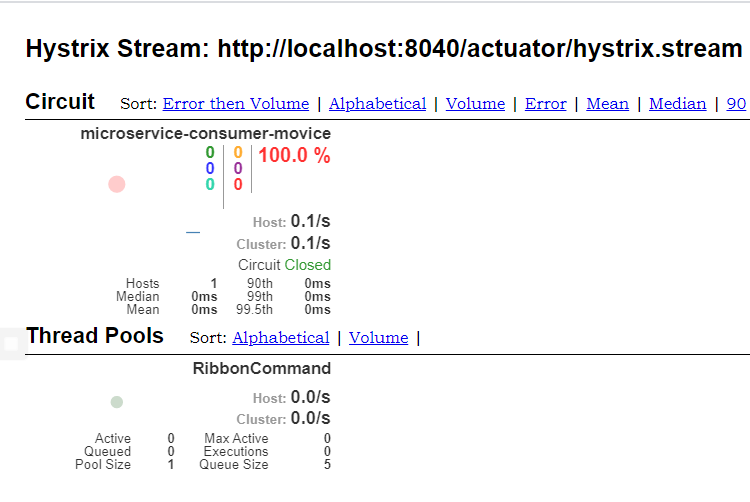 Hystrix Stream: http://localhost:8040/actuator/hystrix.stream
Circuit Sort: Error then Volume | Alphabetical | Volume | Error | Mean | Median | 90
microservice-consumer-movice
0 0 100.0 %
0 0
0 0
Host: 0.1/s
Cluster: 0.1/s
Circuit Closed
Hosts 1 90th 0ms
Median 0ms 99th 0ms
Mean 0ms 99.5th 0ms
Thread Pools Sort: Alphabetical | Volume |
RibbonCommand
Host: 0.0/s
Cluster: 0.0/s
Active 0 Max Active 0
Queued 0 Executions 0
Pool Size 1 Queue Size 5